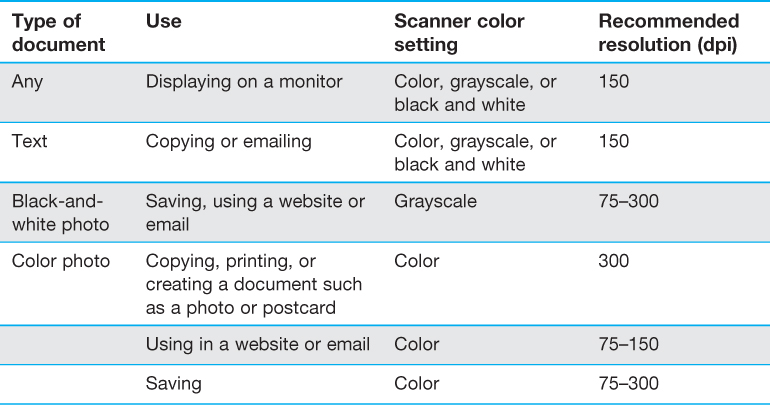 Type of document Use Scanner color setting Recommended resolution (dpi)
Any Displaying on a monitor Color, grayscale, or black and white 150
Text Copying or emailing Color, grayscale, or black and white 150
Black-and-white photo Saving, using a website or email Grayscale 75–300
Color photo Copying, printing, or creating a document such as a photo or postcard Color 300
Using in a website or email Color 75–150
Saving Color 75–300